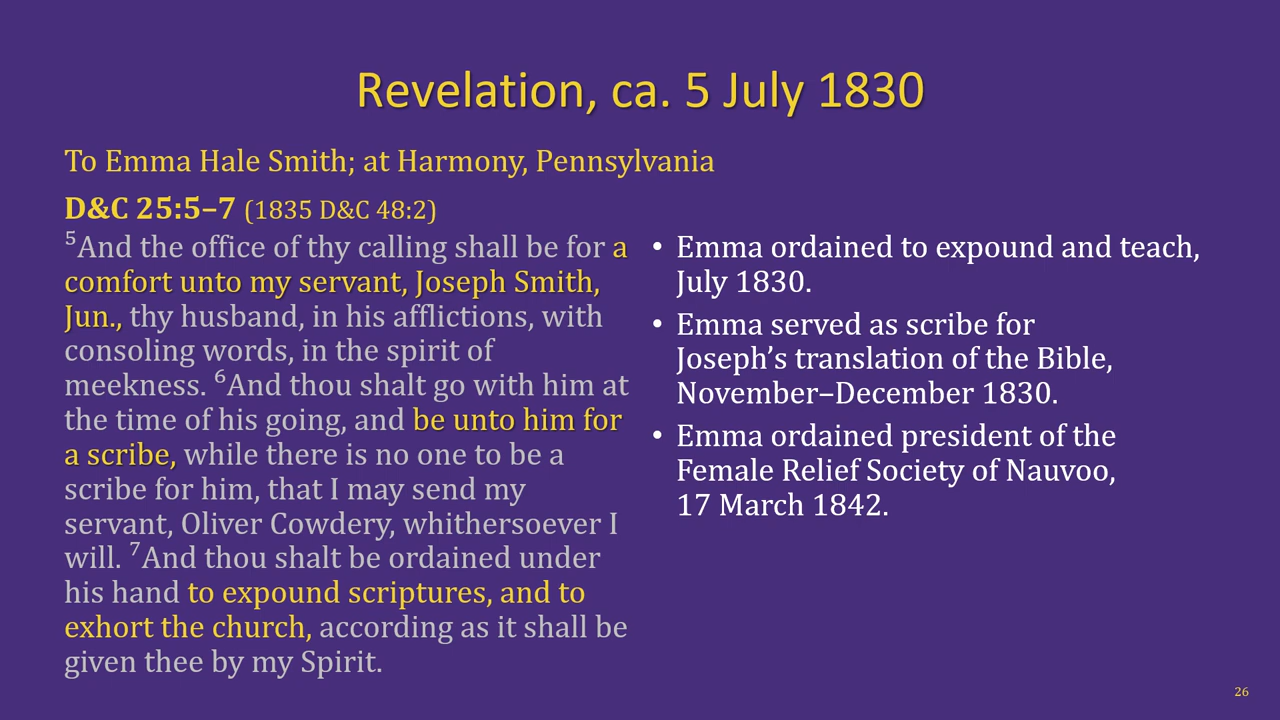 Revelation, ca. 5 July 1830
To Emma Hale Smith; at Harmony, Pennsylvania
D&C 25:5–7 (1835 D&C 48:2)
⁵And the office of thy calling shall be for a
comfort unto my servant, Joseph Smith,
Jun., thy husband, in his afflictions, with
consoling words, in the spirit of
meekness. ⁶And thou shalt go with him at
the time of his going, and be unto him for
a scribe, while there is no one to be a
scribe for him, that I may send my
servant, Oliver Cowdery, whithersoever I
will. ⁷And thou shalt be ordained under
his hand to expound scriptures, and to
exhort the church, according as it shall be
given thee by my Spirit.
• Emma ordained to expound and teach,
July 1830.
• Emma served as scribe for
Joseph’s translation of the Bible,
November–December 1830.
• Emma ordained president of the
Female Relief Society of Nauvoo,
17 March 1842.
26